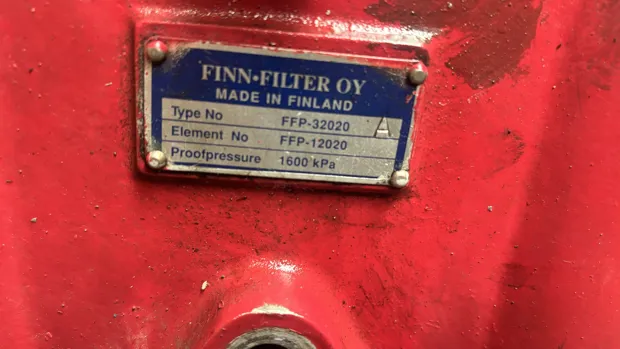 FINN•FILTER OY
MADE IN FINLAND
Type No FFP-32020 A
Element No FFP-12020
Proofpressure 1600 kPa